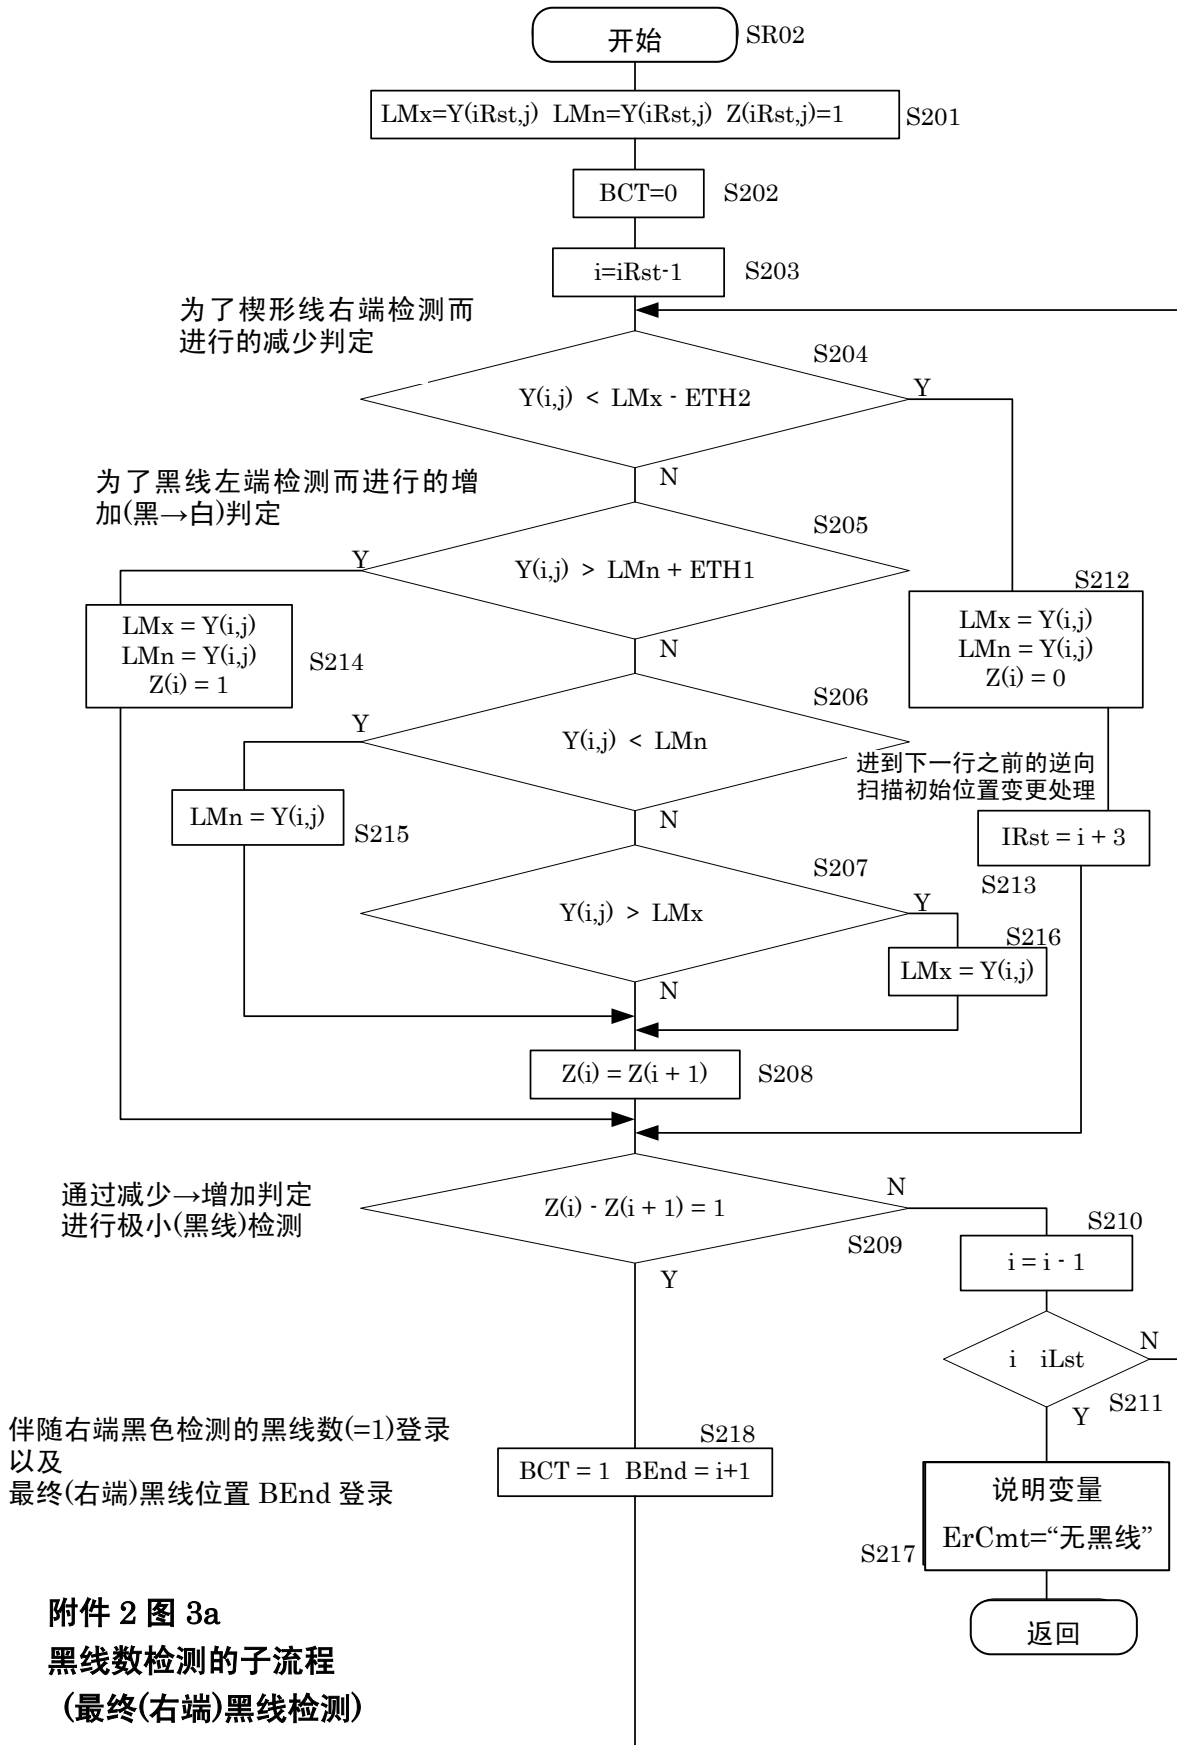 开始
SR02
LMx=Y(iRst,j) LMn=Y(iRst,j) Z(iRst,j)=1
S201
BCT=0
S202
i=iRst-1
S203
为了楔形线右端检测而
进行的减少判定
S204
Y(i,j) < LMx - ETH2
Y
N
为了黑线左端检测而进行的增
加(黑→白)判定
S205
Y(i,j) > LMn + ETH1
Y
N
S212
LMx = Y(i,j)
LMn = Y(i,j)
Z(i) = 0
LMx = Y(i,j)
LMn = Y(i,j)
Z(i) = 1
S214
S206
Y(i,j) < LMn
Y
N
进到下一行之前的逆向
扫描初始位置变更处理
LMn = Y(i,j)
S215
IRst = i + 3
S213
S207
Y(i,j) > LMx
Y
N
S216
LMx = Y(i,j)
Z(i) = Z(i + 1)
S208
通过减少→增加判定
进行极小(黑线)检测
Z(i) - Z(i + 1) = 1
N
S209
Y
S210
i = i - 1
i iLst
N
S211
Y
伴随右端黑色检测的黑线数(=1)登录
以及
最终(右端)黑线位置 BEnd 登录
S218
BCT = 1 BEnd = i+1
说明变量
ErCmt=“无黑线”
S217
返回
附件 2 图 3a
黑线数检测的子流程
(最终(右端)黑线检测)